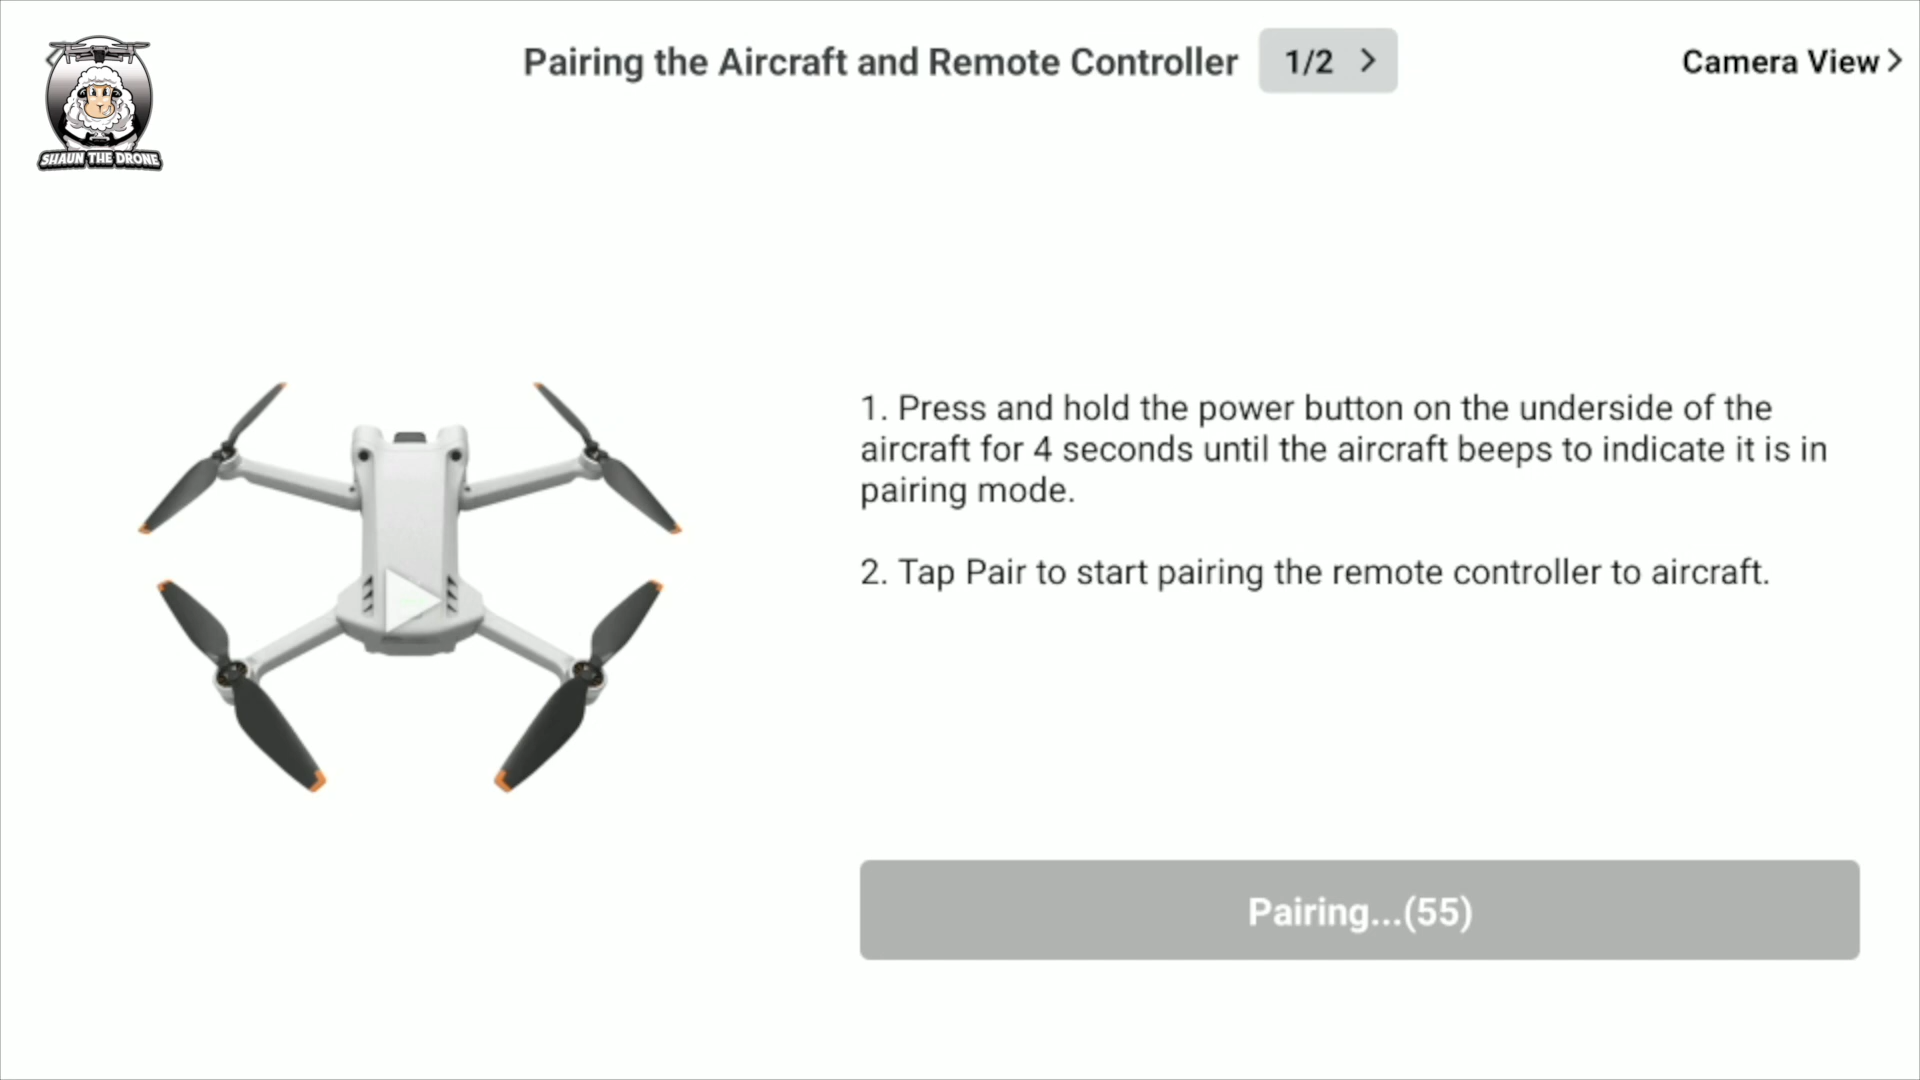 Pairing the Aircraft and Remote Controller
1/2 >
Camera View >
SHAUN THE DRONE
1. Press and hold the power button on the underside of the
aircraft for 4 seconds until the aircraft beeps to indicate it is in
pairing mode.
2. Tap Pair to start pairing the remote controller to aircraft.
Pairing...(55)